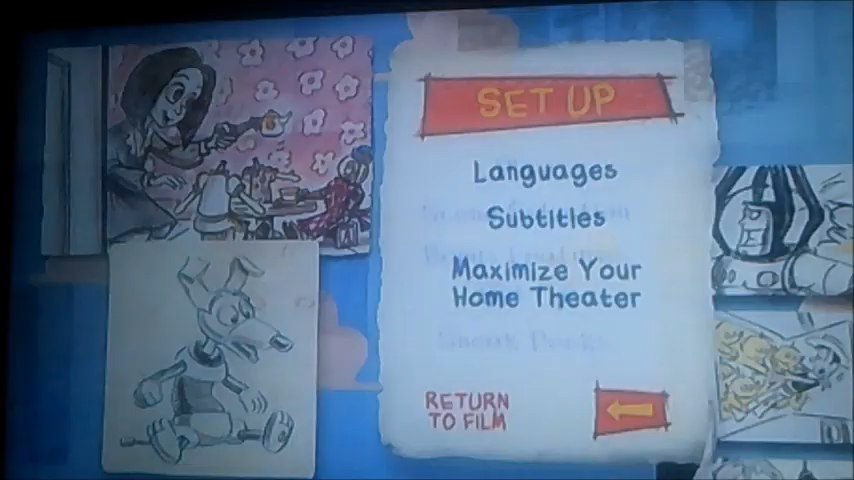 SET UP
Languages
Subtitles
Maximize Your
Home Theater
RETURN
TO FILM